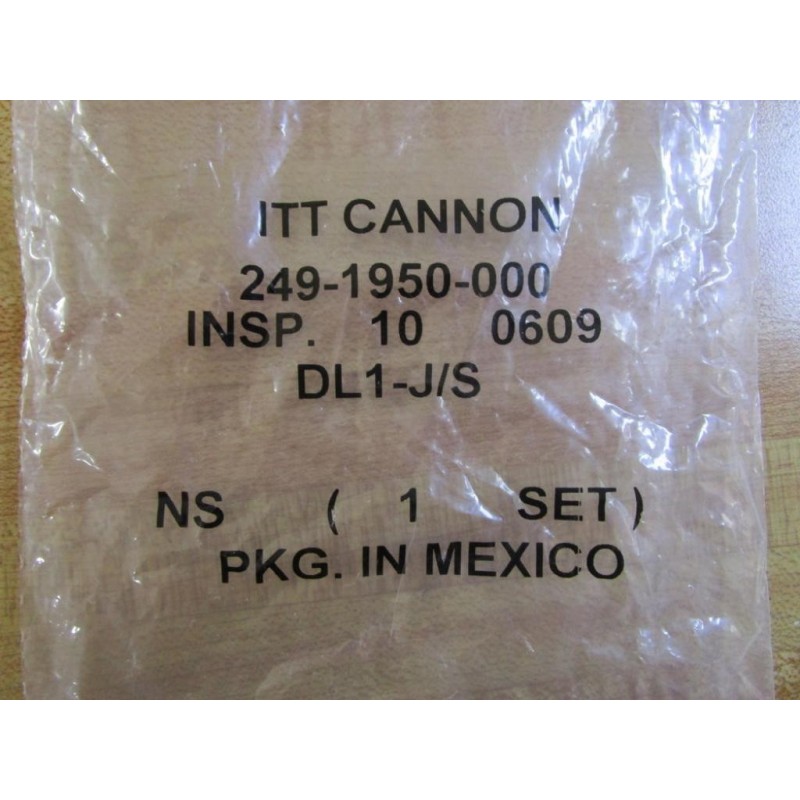 ITT CANNON
249-1950-000
INSP. 10 0609
DL1-J/S
NS ( 1 SET )
PKG. IN MEXICO